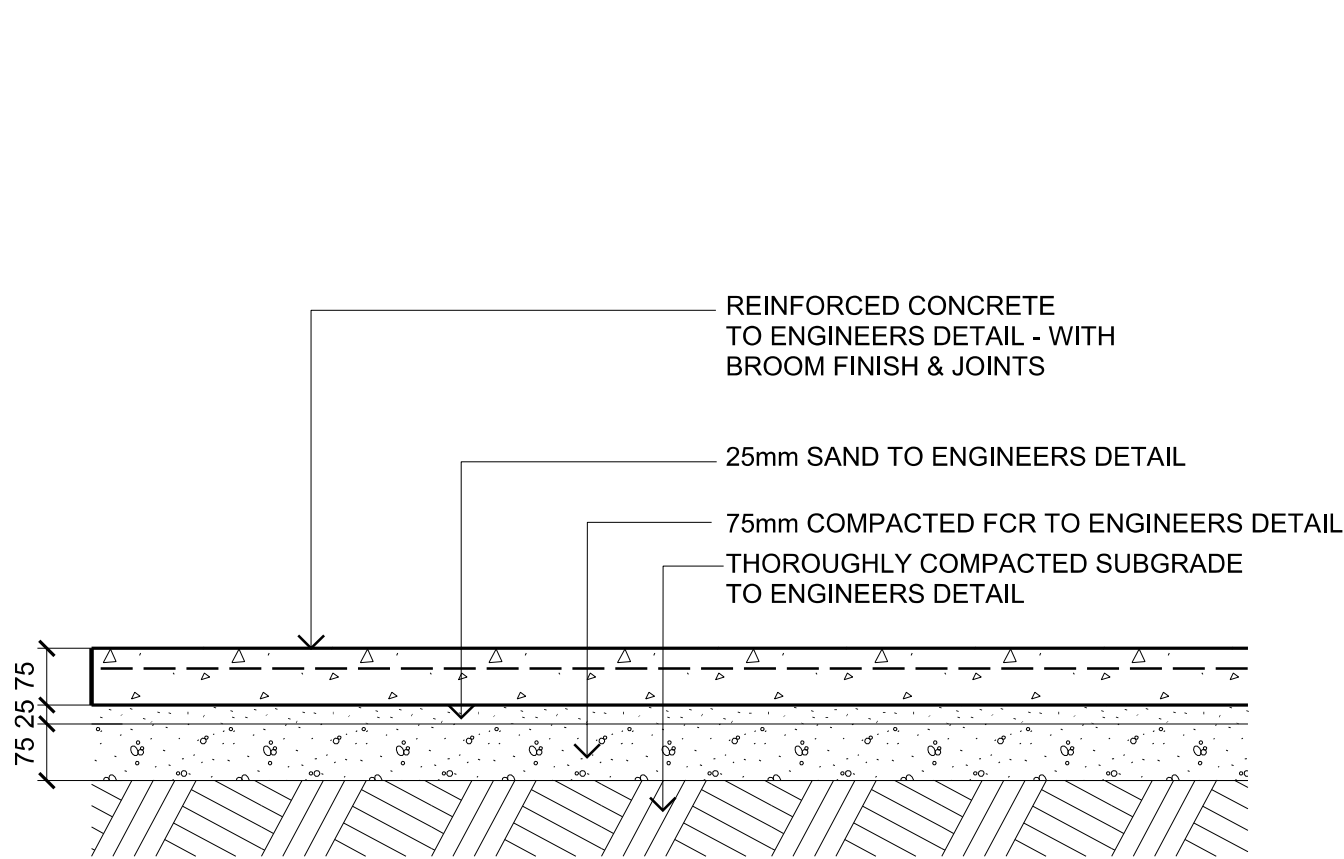 REINFORCED CONCRETE
TO ENGINEERS DETAIL - WITH
BROOM FINISH & JOINTS
25mm SAND TO ENGINEERS DETAIL
75mm COMPACTED FCR TO ENGINEERS DETAIL
THOROUGHLY COMPACTED SUBGRADE
TO ENGINEERS DETAIL
75
25
75